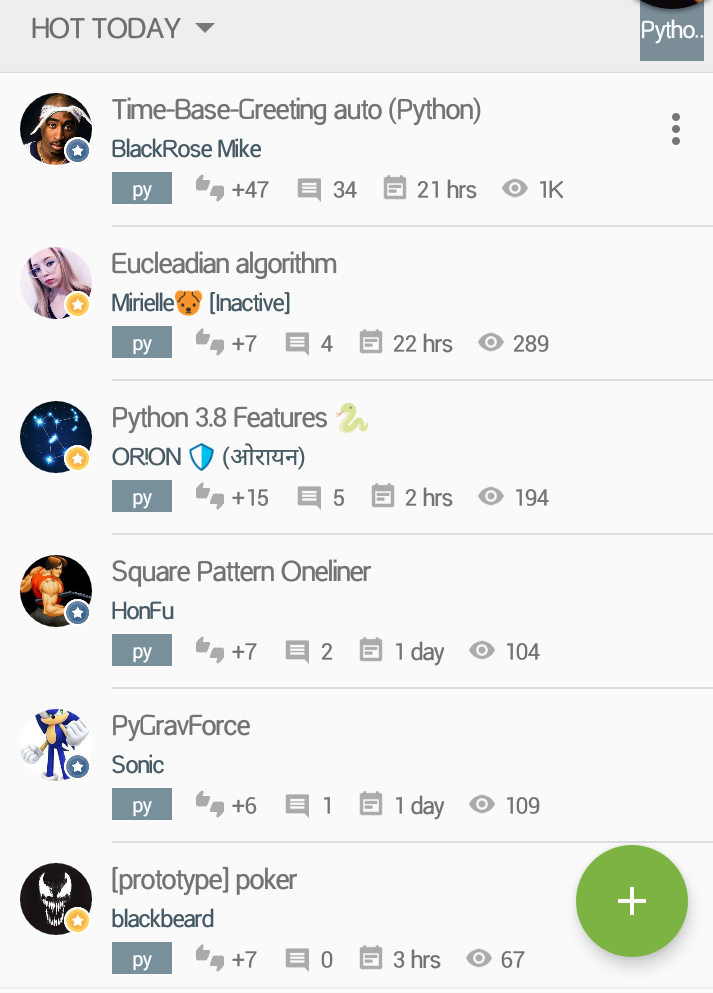 HOT TODAY
Pytho..
Time-Base-Greeting auto (Python)
BlackRose Mike
py +47 34 21 hrs 1K
Eucleadian algorithm
Mirielle🐶 [Inactive]
py +7 4 22 hrs 289
Python 3.8 Features 🐍
OR!ON 🛡 (ओरायन)
py +15 5 2 hrs 194
Square Pattern Oneliner
HonFu
py +7 2 1 day 104
PyGravForce
Sonic
py +6 1 1 day 109
[prototype] poker
blackbeard
py +7 0 3 hrs 67